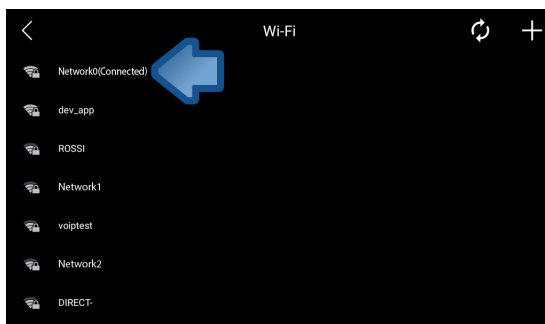 Wi-Fi
Network0(Connected)
dev_app
ROSSI
Network1
voiptest
Network2
DIRECT-